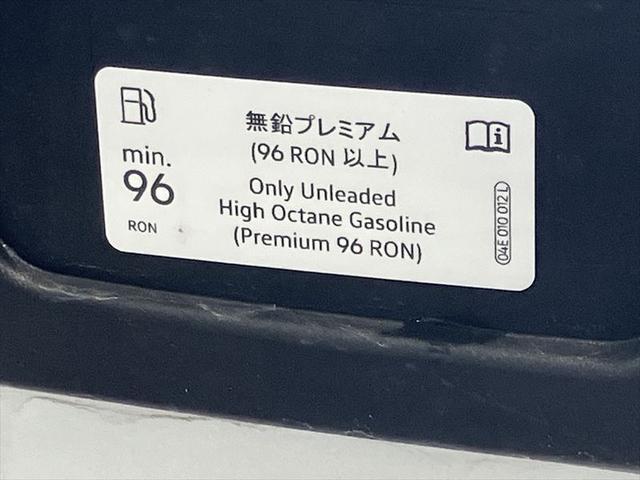 min.
96
RON
無鉛プレミアム
(96 RON 以上)
Only Unleaded
High Octane Gasoline
(Premium 96 RON)
i
04E 010 012 L